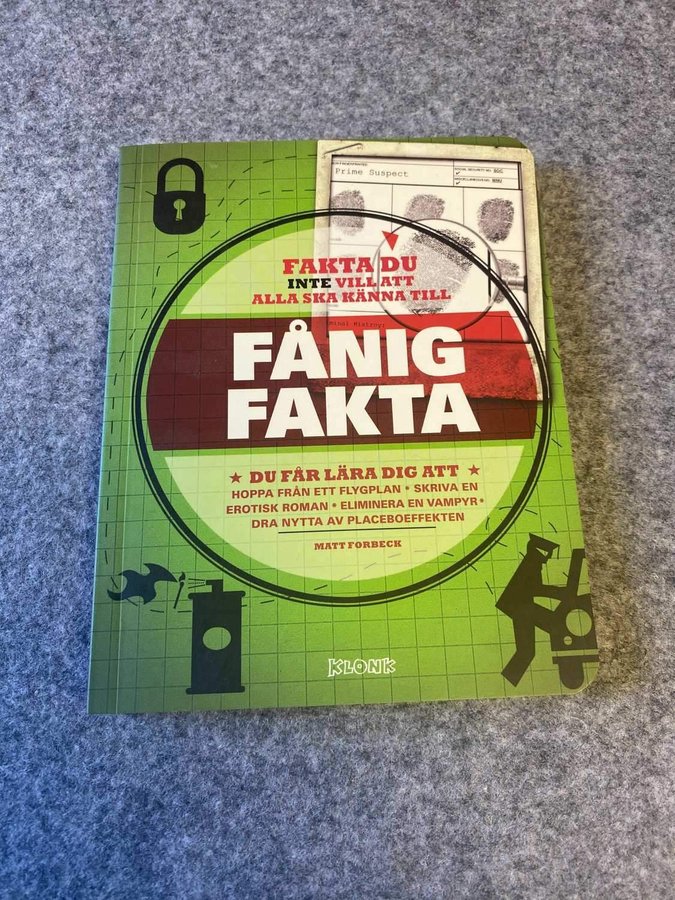 Prime Suspect
FAKTA DU
INTE VILL ATT
ALLA SKA KÄNNA TILL
FÅNIG
FAKTA
★ DU FÅR LÄRA DIG ATT ★
HOPPA FRÅN ETT FLYGPLAN • SKRIVA EN
EROTISK ROMAN • ELIMINERA EN VAMPYR •
DRA NYTTA AV PLACEBOEFFEKTEN
MATT FORBECK
KLONK